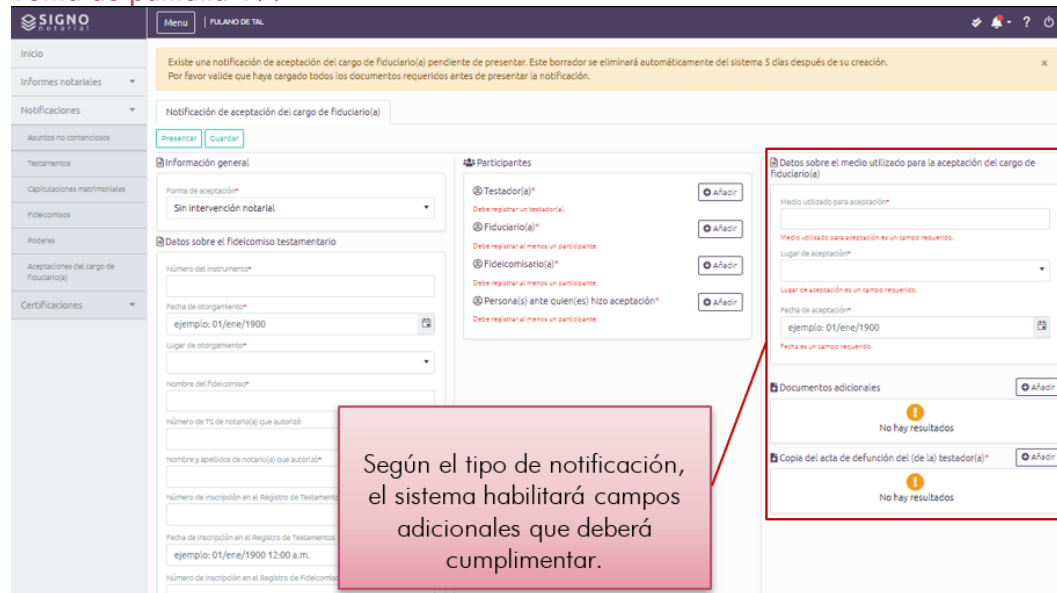 SIGNO
notarial
Menu
FULANO DE TAL
?
Inicio
Informes notariales
Notificaciones
Asuntos no contenciosos
Testamentos
Capitulaciones matrimoniales
Fideicomisos
Poderes
Aceptaciones del cargo de
Fiduciario(a)
Certificaciones
Existe una notificación de aceptación del cargo de fiduciario(a) pendiente de presentar. Este borrador se eliminará automáticamente del sistema 5 días después de su creación.
Por favor valide que haya cargado todos los documentos requeridos antes de presentar la notificación.
×
Notificación de aceptación del cargo de fiduciario(a)
Presentar
Guardar
Información general
Forma de aceptación*
Sin intervención notarial
Datos sobre el fideicomiso testamentario
Número del instrumento*
Fecha de otorgamiento*
ejemplo: 01/ene/1900
Lugar de otorgamiento*
Nombre del fideicomiso*
Número de TS de notario(a) que autorizó
Nombre y apellidos de notario(a) que autorizó*
Número de inscripción en el Registro de
Fecha de inscripción en el Registro de Testamentos
ejemplo: 01/ene/1900 12:00 a.m.
Número de inscripción en el Registro de
Participantes
Testador(a)*
Añadir
Debe registrar un testador(a).
Fiduciario(a)*
Añadir
Debe registrar al menos un participante.
Fideicomisario(a)*
Añadir
Debe registrar al menos un participante.
Persona(s) ante quien(es) hizo aceptación*
Añadir
Debe registrar al menos un participante.
Datos sobre el medio utilizado para la aceptación del cargo de
fiduciario(a)
Medio utilizado para aceptación*
Medio utilizado para aceptación es un campo requerido.
Lugar de aceptación*
Lugar de aceptación es un campo requerido.
Fecha de aceptación*
ejemplo: 01/ene/1900
Fecha es un campo requerido.
Documentos adicionales
Añadir
No hay resultados
Copia del acta de defunción del (de la) testador(a)*
Añadir
No hay resultados
Según el tipo de notificación,
el sistema habilitará campos
adicionales que deberá
cumplimentar.